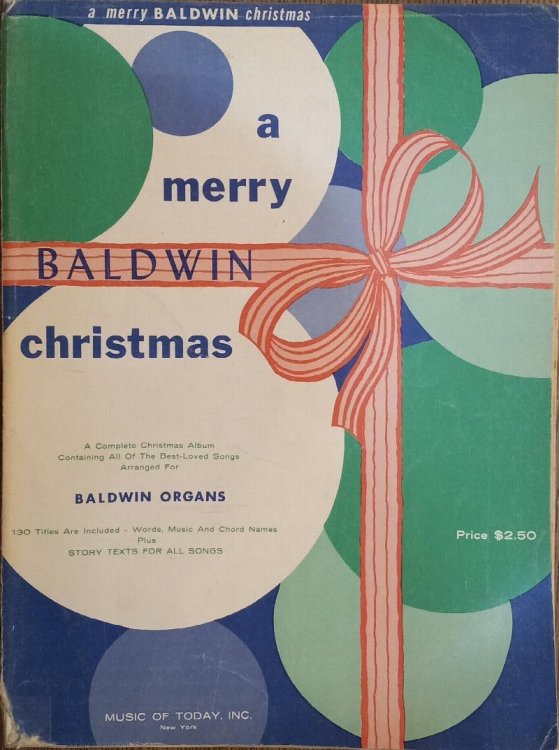 a merry BALDWIN christmas
a
merry
BALDWIN
christmas
A Complete Christmas Album
Containing All Of The Best-Loved Songs
Arranged For
BALDWIN ORGANS
130 Titles Are Included - Words, Music And Chord Names
Plus
STORY TEXTS FOR ALL SONGS
Price $2.50
MUSIC OF TODAY, INC.
New York